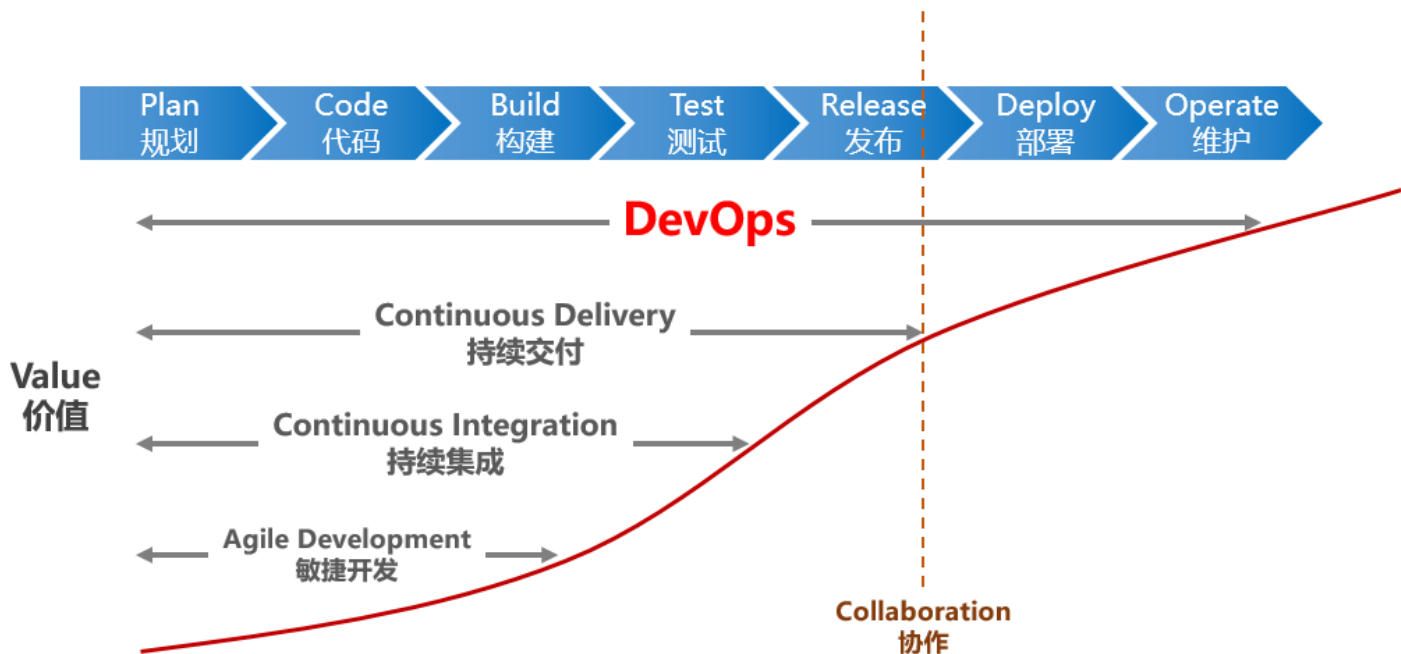 Plan
规划
Code
代码
Build
构建
Test
测试
Release
发布
Deploy
部署
Operate
维护
DevOps
Continuous Delivery
持续交付
Value
价值
Continuous Integration
持续集成
Agile Development
敏捷开发
Collaboration
协作